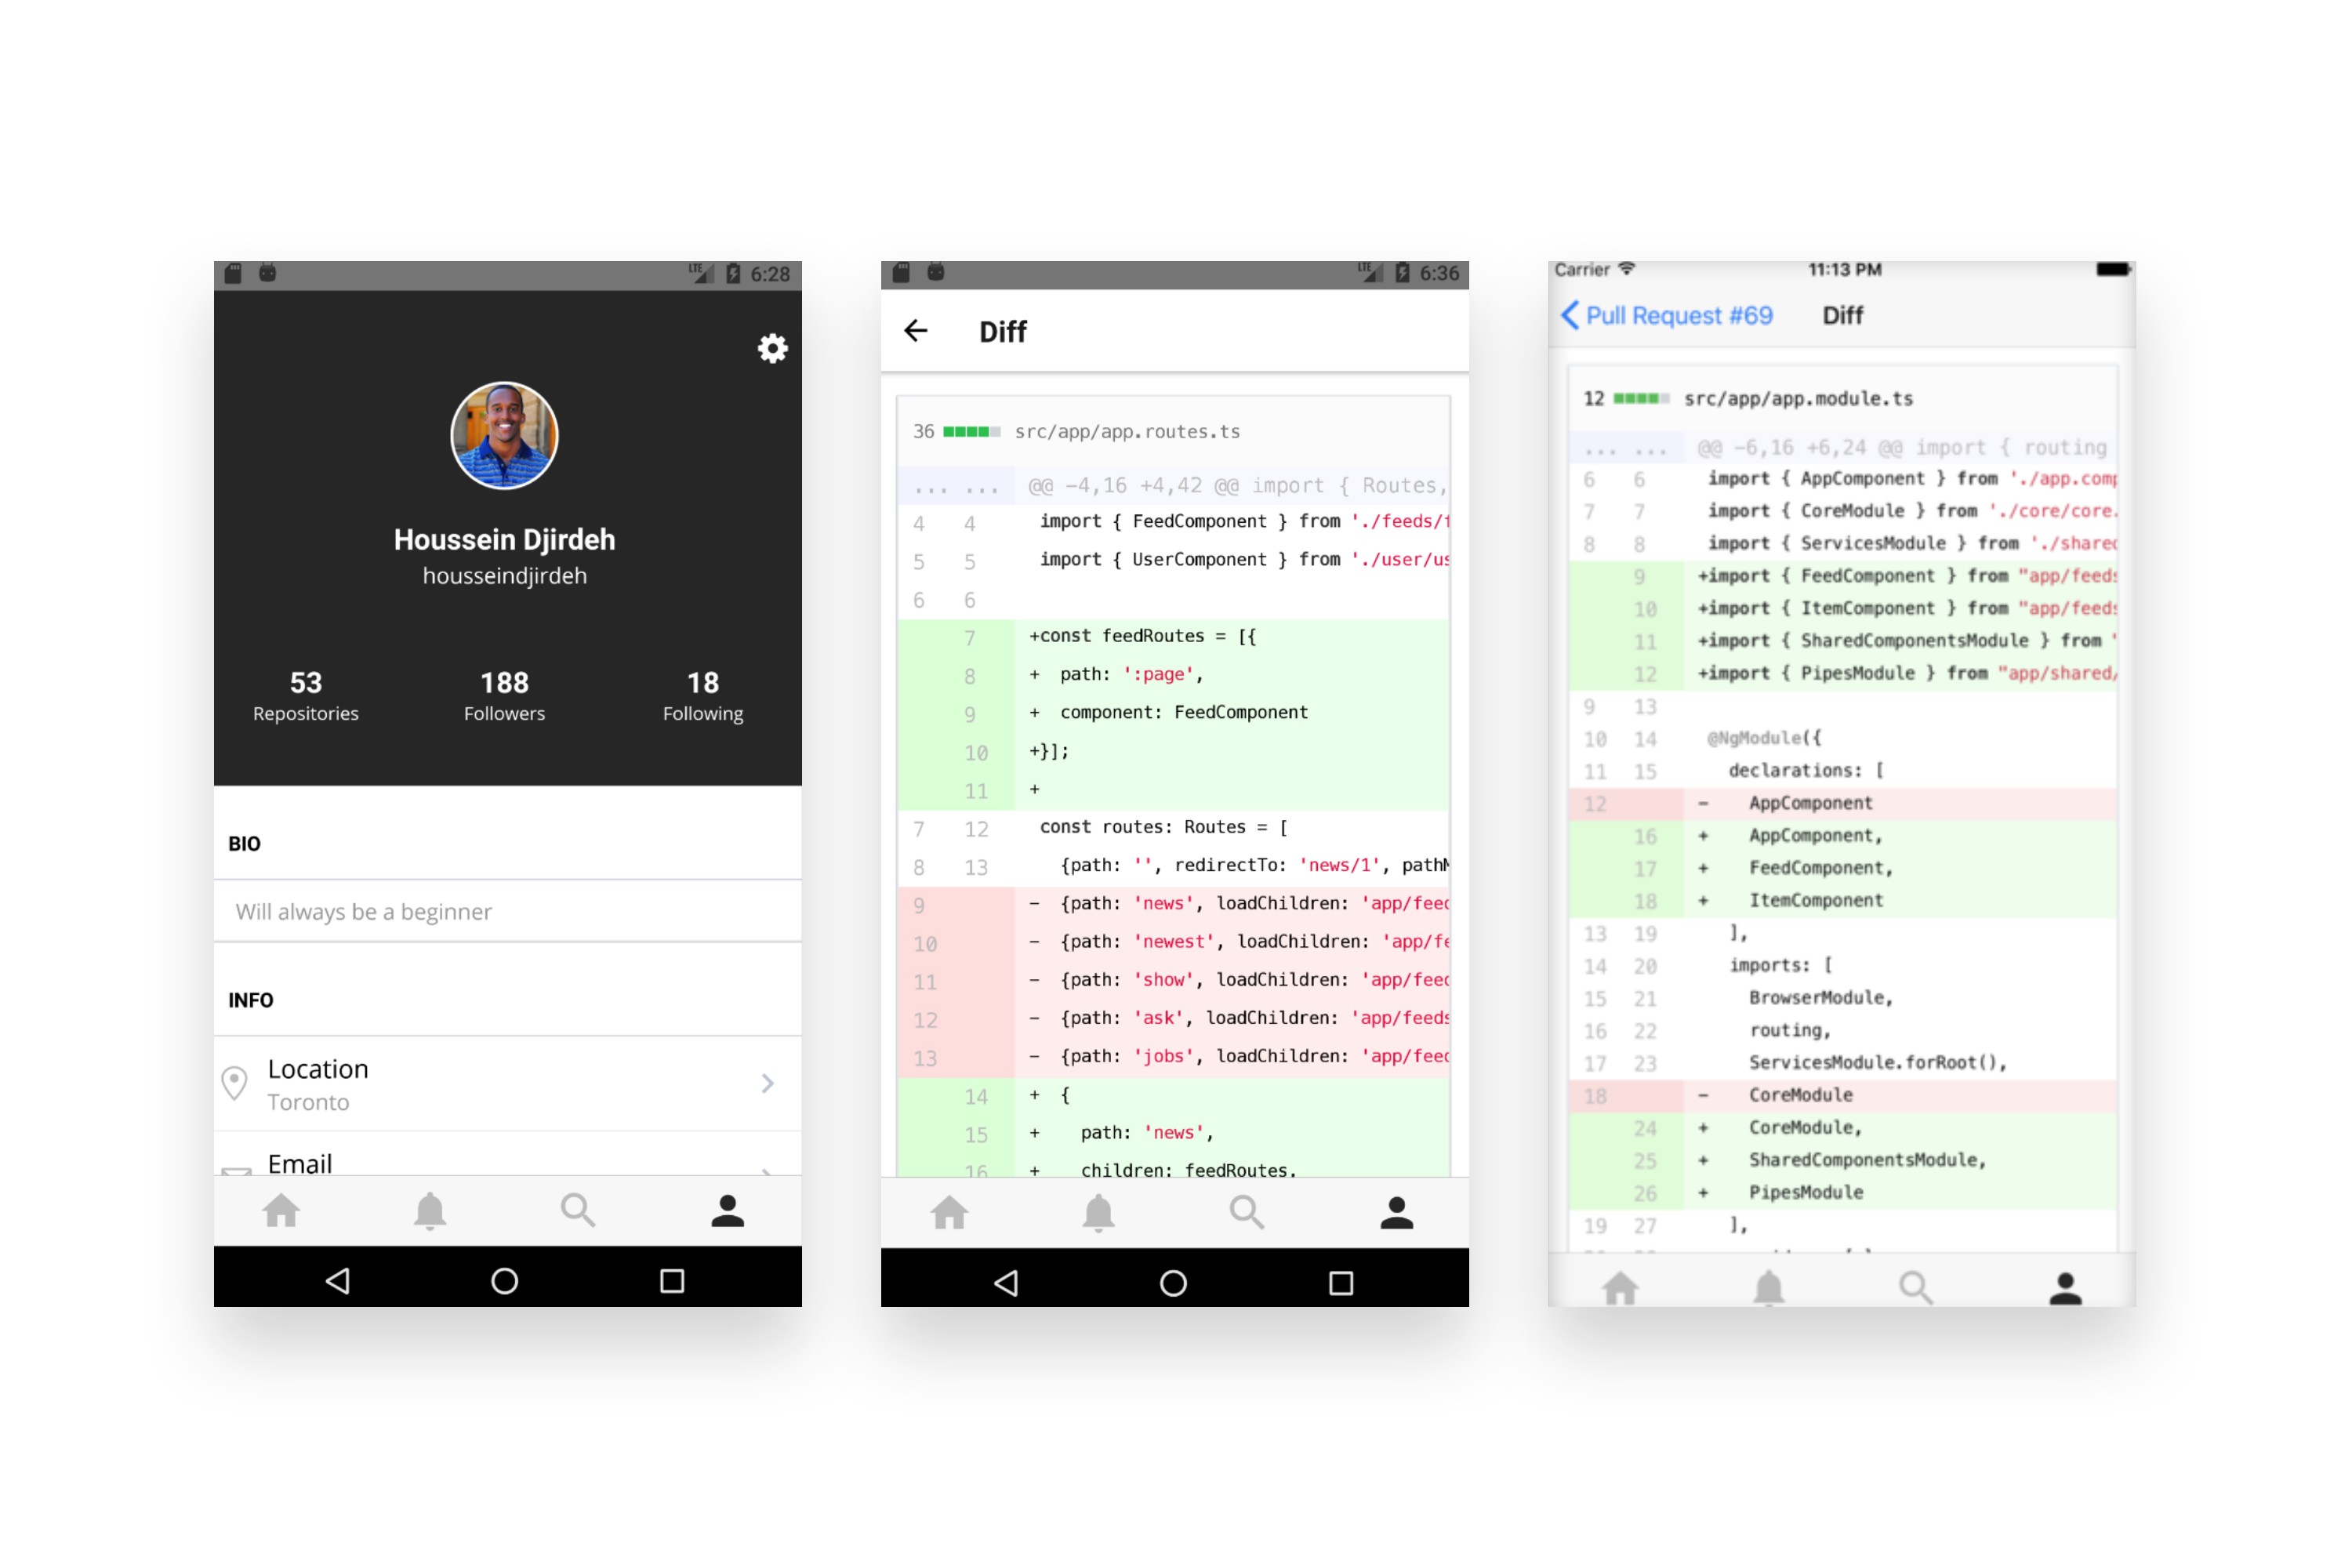 LTE 6:28
Houssein Djirdeh
housseindjirdeh
53 188 18
Repositories Followers Following
BIO
Will always be a beginner
INFO
Location
Toronto
Email
LTE 6:36
Diff
36 src/app/app.routes.ts
... ... @@ -4,16 +4,42 @@ import { Routes,
4 4 import { FeedComponent } from './feeds/f
5 5 import { UserComponent } from './user/us
6 6
7 +const feedRoutes = [{
8 + path: ':page',
9 + component: FeedComponent
10 +}];
11 +
7 12 const routes: Routes = [
8 13 {path: '', redirectTo: 'news/1', pathM
9 - {path: 'news', loadChildren: 'app/feed
10 - {path: 'newest', loadChildren: 'app/fe
11 - {path: 'show', loadChildren: 'app/feed
12 - {path: 'ask', loadChildren: 'app/feeds
13 - {path: 'jobs', loadChildren: 'app/feed
14 + {
15 + path: 'news',
16 + children: feedRoutes,
Carrier 11:13 PM
Pull Request #69 Diff
12 src/app/app.module.ts
... ... @@ -6,16 +6,24 @@ import { routing
6 6 import { AppComponent } from './app.comp
7 7 import { CoreModule } from './core/core.
8 8 import { ServicesModule } from './shared
9 +import { FeedComponent } from "app/feeds
10 +import { ItemComponent } from "app/feeds
11 +import { SharedComponentsModule } from "
12 +import { PipesModule } from "app/shared/
9 13
10 14 @NgModule({
11 15 declarations: [
12 - AppComponent
16 + AppComponent,
17 + FeedComponent,
18 + ItemComponent
13 19 ],
14 20 imports: [
15 21 BrowserModule,
16 22 routing,
17 23 ServicesModule.forRoot(),
18 - CoreModule
24 + CoreModule,
25 + SharedComponentsModule,
26 + PipesModule
19 27 ],